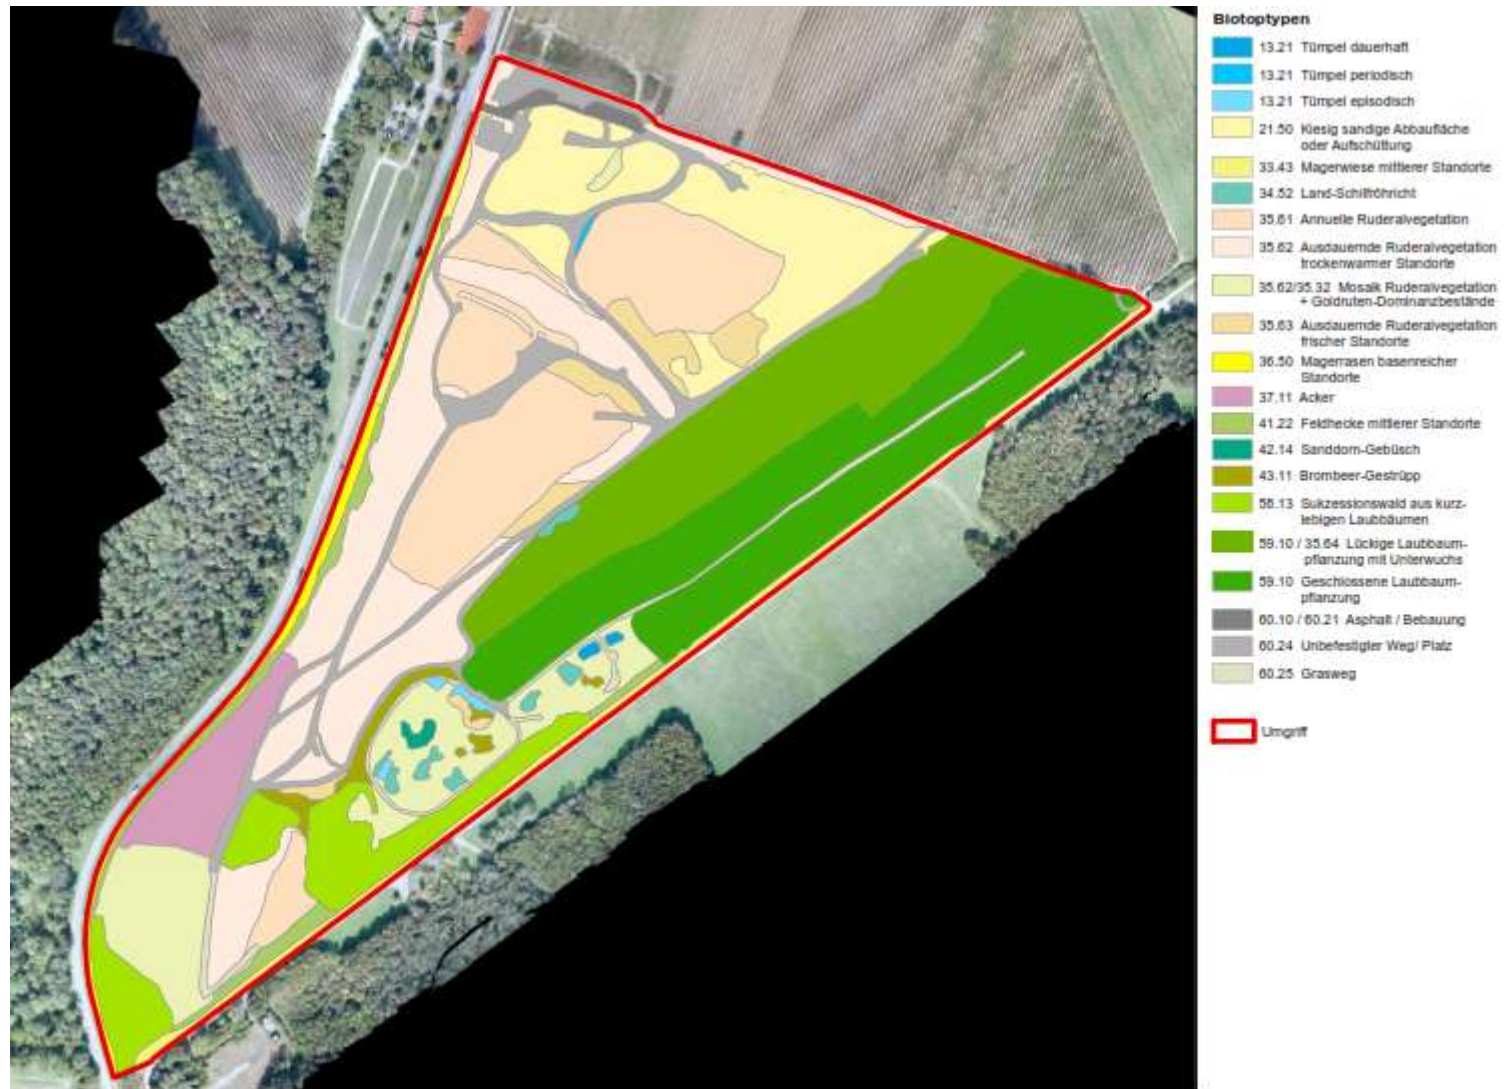 Biotoptypen
13.21 Tümpel dauerhaft
13.21 Tümpel periodisch
13.21 Tümpel episodisch
21.50 Kiesig sandige Abbaufläche
oder Aufschüttung
33.43 Magerwiese mittlerer Standorte
34.52 Land-Schilfröhricht
35.61 Annuelle Ruderalvegetation
35.62 Ausdauernde Ruderalvegetation
trockenwarmer Standorte
35.62/35.32 Mosaik Ruderalvegetation
+ Goldruten-Dominanzbestände
35.63 Ausdauernde Ruderalvegetation
frischer Standorte
36.50 Magerrasen basenreicher
Standorte
37.11 Acker
41.22 Feldhecke mittlerer Standorte
42.14 Sanddorn-Gebüsch
43.11 Brombeer-Gestrüpp
58.13 Sukzessionswald aus kurz-
lebigen Laubbäumen
59.10 / 35.64 Lückige Laubbaum-
pflanzung mit Unterwuchs
59.10 Geschlossene Laubbaum-
pflanzung
60.10 / 60.21 Asphalt / Bebauung
60.24 Unbefestigter Weg/ Platz
60.25 Grasweg
Umgriff